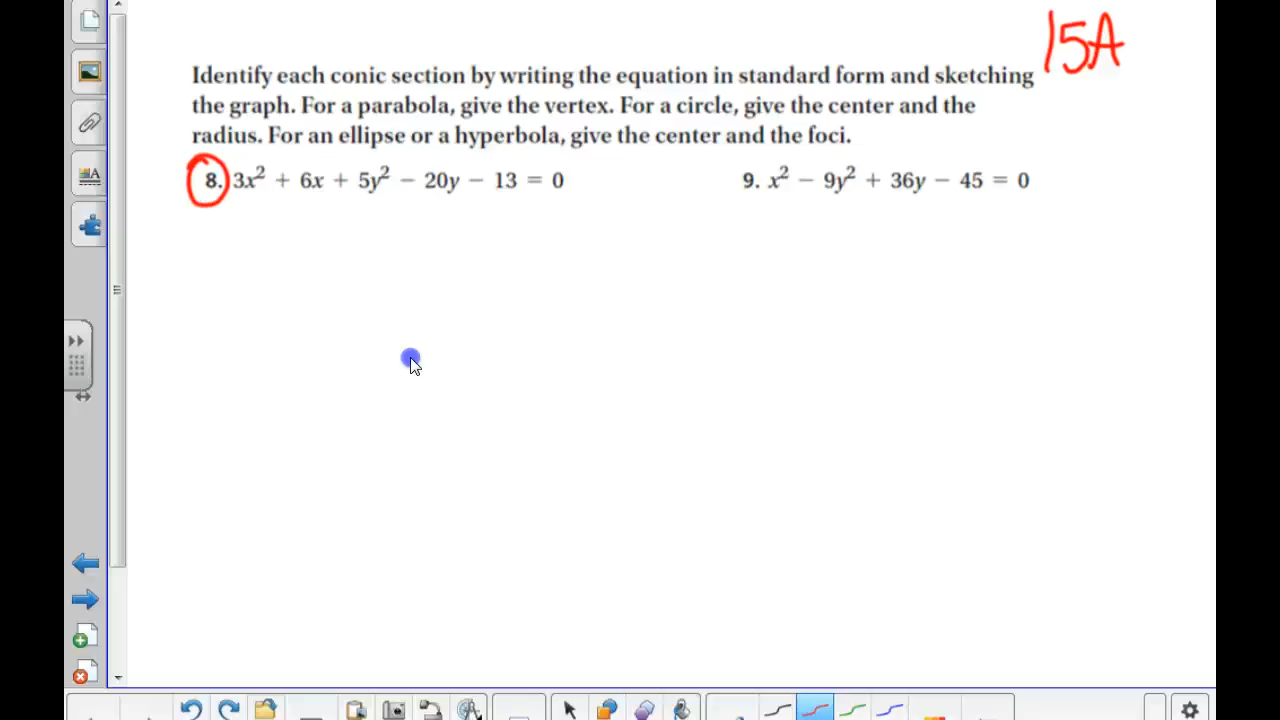 15A
Identify each conic section by writing the equation in standard form and sketching
the graph. For a parabola, give the vertex. For a circle, give the center and the
radius. For an ellipse or a hyperbola, give the center and the foci.
8. 3x² + 6x + 5y² − 20y − 13 = 0
9. x² − 9y² + 36y − 45 = 0